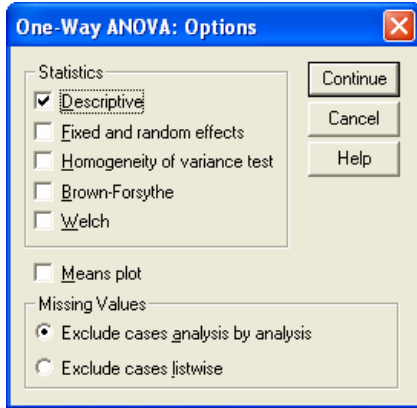 One-Way ANOVA: Options
Statistics
Descriptive
Fixed and random effects
Homogeneity of variance test
Brown-Forsythe
Welch
Means plot
Missing Values
Exclude cases analysis by analysis
Exclude cases listwise
Continue
Cancel
Help